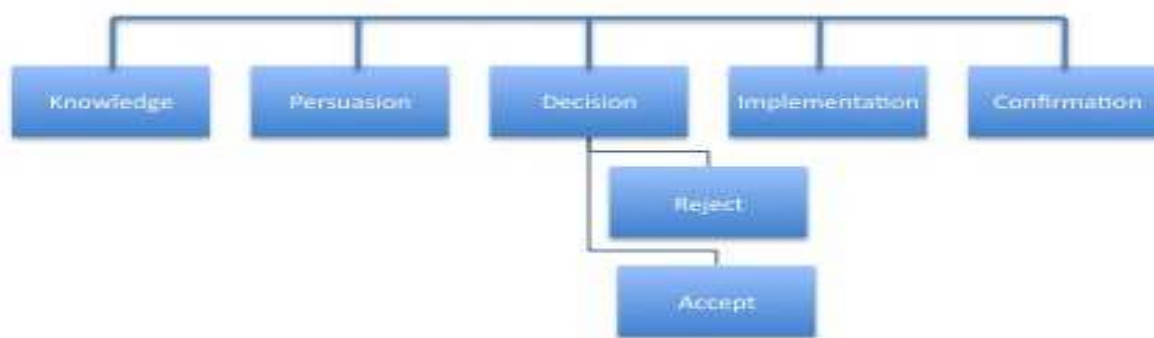 Knowledge
Persuasion
Decision
Implementation
Confirmation
Reject
Accept